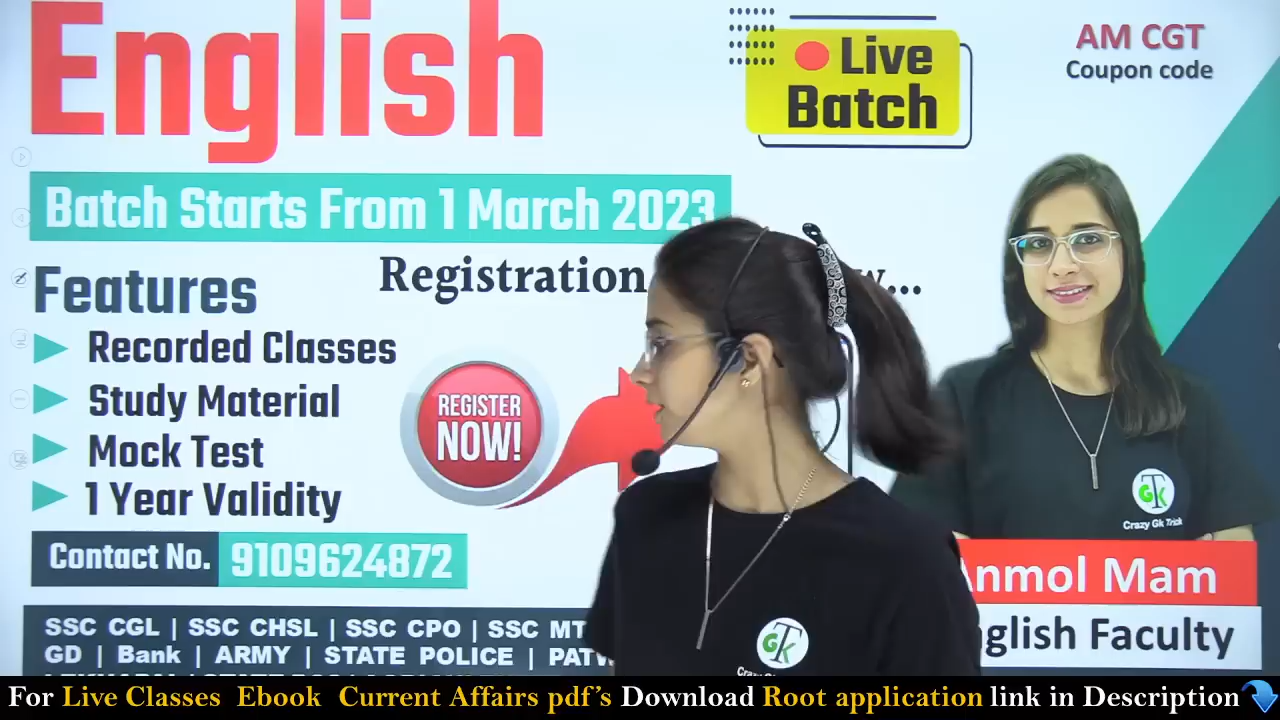 English
Live
Batch
AM CGT
Coupon code
Batch Starts From 1 March 2023
Features
Registration
Recorded Classes
Study Material
Mock Test
1 Year Validity
REGISTER
NOW!
Contact No. 9109624872
GTK
Crazy Gk Trick
Anmol Mam
English Faculty
SSC CGL | SSC CHSL | SSC CPO | SSC MT
GD | Bank | ARMY | STATE POLICE |
GTK
For Live Classes Ebook Current Affairs pdf's Download Root application link in Description